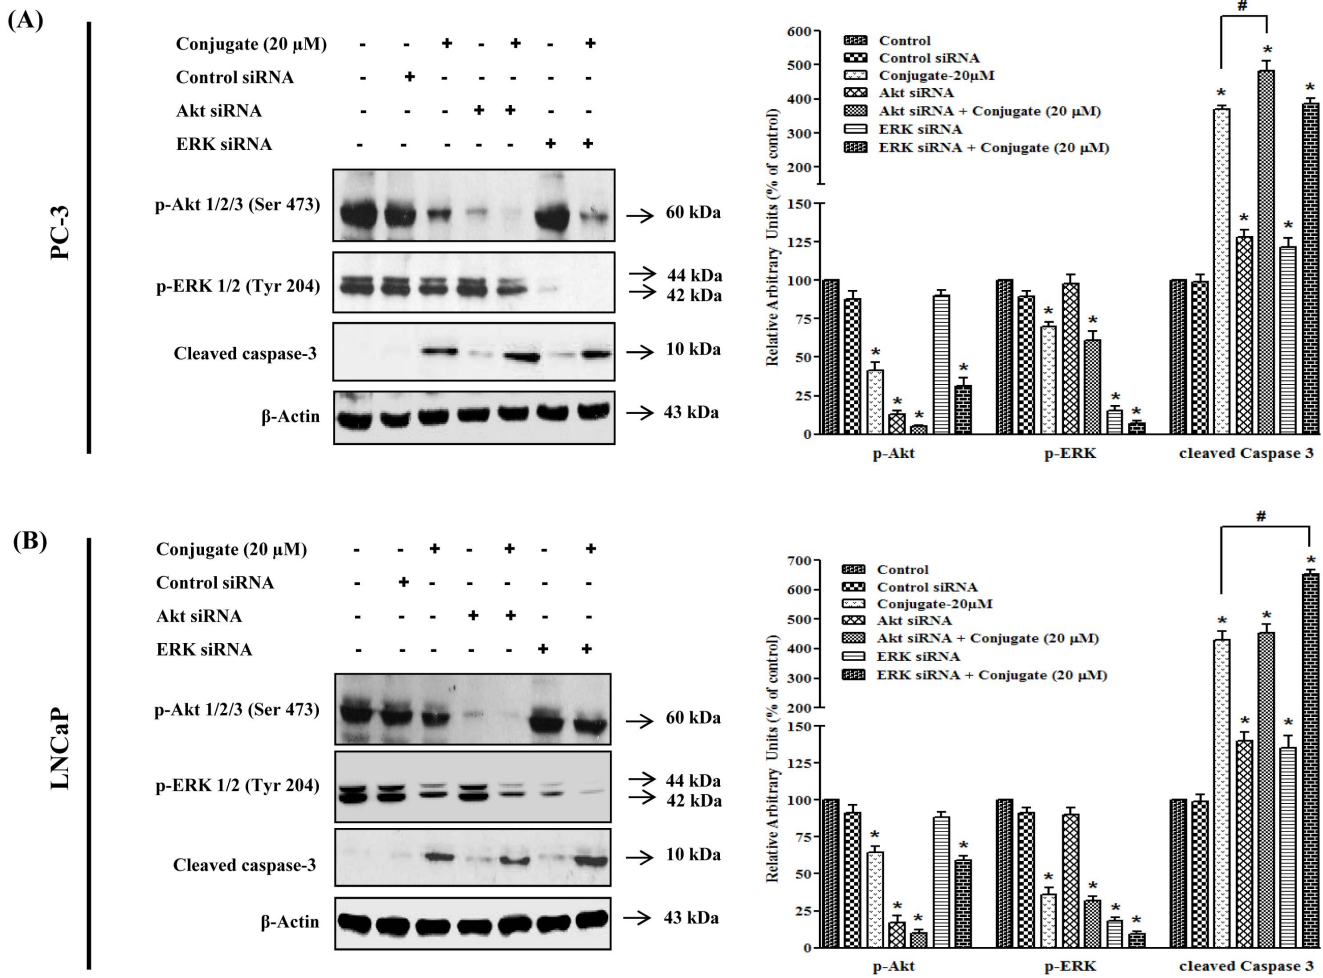 (A)
PC-3
Conjugate (20 µM) - - + - + - +
Control siRNA - + - - - - -
Akt siRNA - - - + + - -
ERK siRNA - - - - - + +
p-Akt 1/2/3 (Ser 473) → 60 kDa
p-ERK 1/2 (Tyr 204) → 44 kDa
→ 42 kDa
Cleaved caspase-3 → 10 kDa
β-Actin → 43 kDa
Relative Arbitrary Units (% of control)
600
500
400
300
200
150
125
100
75
50
25
0
Control
Control siRNA
Conjugate-20µM
Akt siRNA
Akt siRNA + Conjugate (20 µM)
ERK siRNA
ERK siRNA + Conjugate (20 µM)
#
* * * * *
* * * *
* * * *
p-Akt p-ERK cleaved Caspase 3
(B)
LNCaP
Conjugate (20 µM) - - + - + - +
Control siRNA - + - - - - -
Akt siRNA - - - + + - -
ERK siRNA - - - - - + +
p-Akt 1/2/3 (Ser 473) → 60 kDa
p-ERK 1/2 (Tyr 204) → 44 kDa
→ 42 kDa
Cleaved caspase-3 → 10 kDa
β-Actin → 43 kDa
Relative Arbitrary Units (% of control)
700
600
500
400
300
200
150
125
100
75
50
25
0
Control
Control siRNA
Conjugate-20µM
Akt siRNA
Akt siRNA + Conjugate (20 µM)
ERK siRNA
ERK siRNA + Conjugate (20 µM)
#
* * * * *
* * * *
* * * *
p-Akt p-ERK cleaved Caspase 3